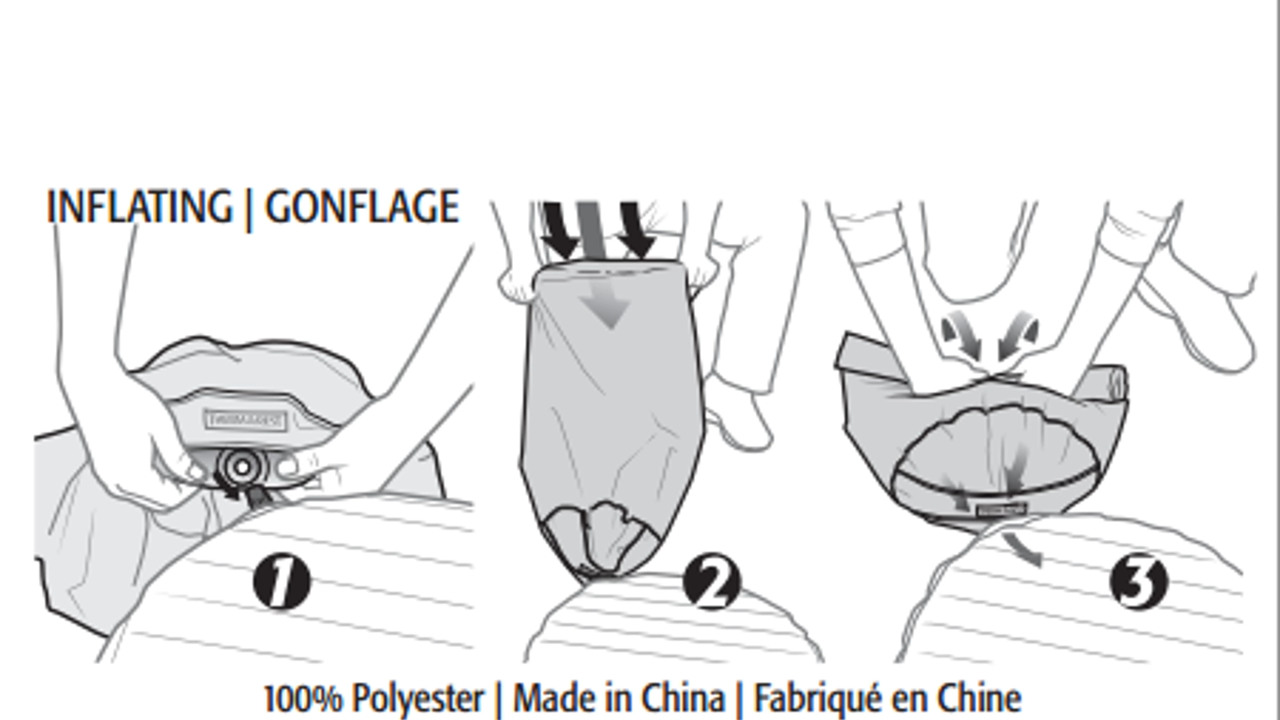 INFLATING | GONFLAGE
1
2
3
100% Polyester | Made in China | Fabriqué en Chine